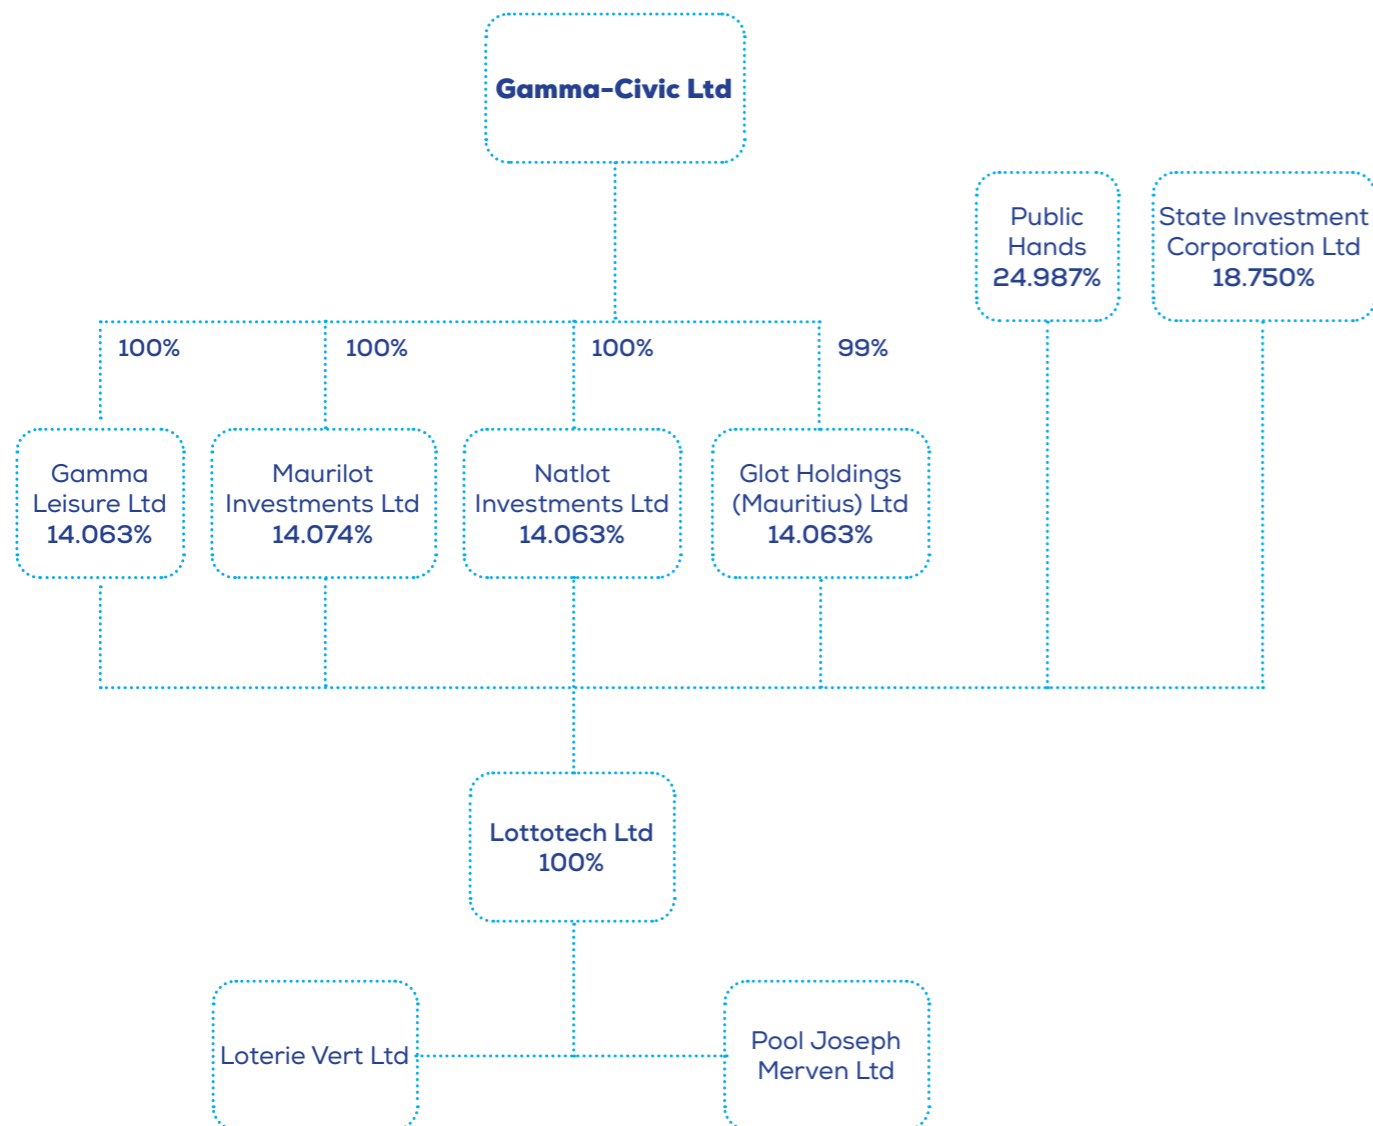 Gamma-Civic Ltd
Public
Hands
24.987%
State Investment
Corporation Ltd
18.750%
100%
100%
100%
99%
Gamma
Leisure Ltd
14.063%
Maurilot
Investments Ltd
14.074%
Natlot
Investments Ltd
14.063%
Glot Holdings
(Mauritius) Ltd
14.063%
Lottotech Ltd
100%
Loterie Vert Ltd
Pool Joseph
Merven Ltd